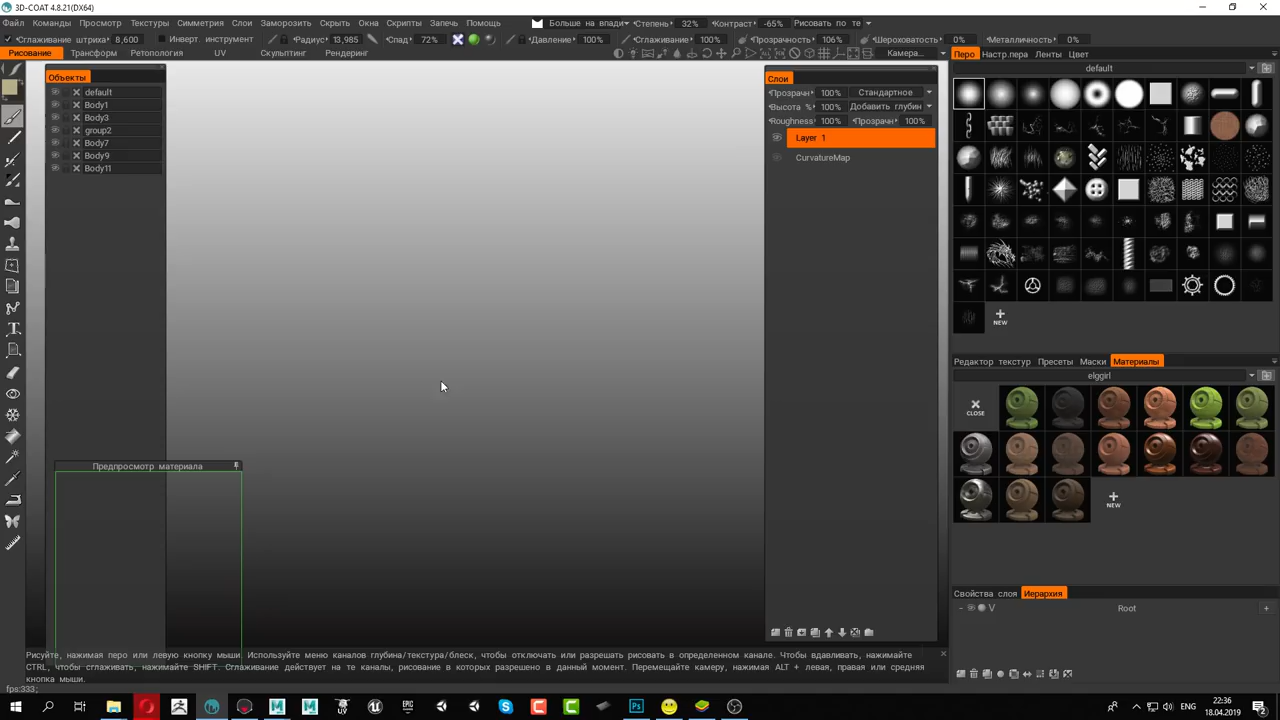 3D-COAT 4.8.21(DX64)
Файл Команды Просмотр Текстуры Симметрия Слои Заморозить Скрыть Окна Скрипты Запечь Помощь Больше на впади Степень 32% Контраст -65% Рисовать по те
Сглаживание штриха 8,600 Инверт инструмент Радиус 13,985 Спад 72% Давление 100% Сглаживание 100% Прозрачность 106% Шероховатость 0% Металличность 0%
Рисование Трансформ Ретопология UV Скульптинг Рендеринг Камера...
Перо Настр.пера Ленты Цвет
default
Объекты
default
Body1
Body3
group2
Body7
Body9
Body11
Слои
Прозрачн 100% Стандартное
Высота % 100% Добавить глубин
Roughness 100% Прозрачн 100%
Layer 1
CurvatureMap
NEW
Редактор текстур Пресеты Маски Материалы
elggirl
CLOSE
NEW
Предпросмотр материала
Свойства слоя Иерархия
V Root
Рисуйте, нажимая перо или левую кнопку мыши. Используйте меню каналов глубина/текстура/блеск, чтобы отключать или разрешать рисовать в определенном канале. Чтобы вдавливать, нажимайте
CTRL, чтобы сглаживать, нажимайте SHIFT. Сглаживание действует на те каналы, рисование в которых разрешено в данный момент. Перемещайте камеру, нажимая ALT + левая, правая или средняя
кнопка мыши.
fps:333;
ENG
22:36
18.04.2019